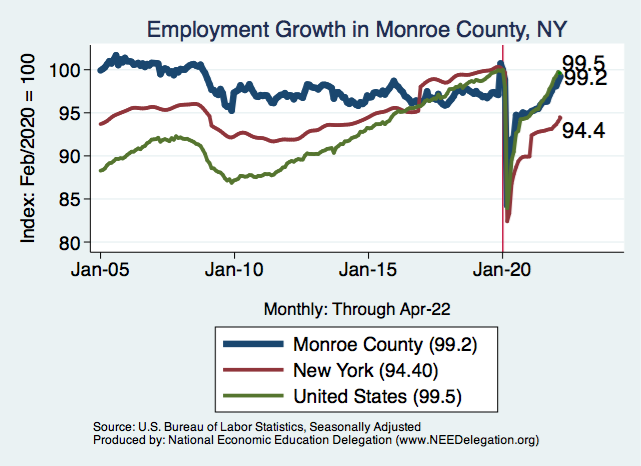 Employment Growth in Monroe County, NY
Index: Feb/2020 = 100
100
95
90
85
80
99.5
99.2
94.4
Jan-05 Jan-10 Jan-15 Jan-20
Monthly: Through Apr-22
Monroe County (99.2)
New York (94.40)
United States (99.5)
Source: U.S. Bureau of Labor Statistics, Seasonally Adjusted
Produced by: National Economic Education Delegation (www.NEEDelegation.org)